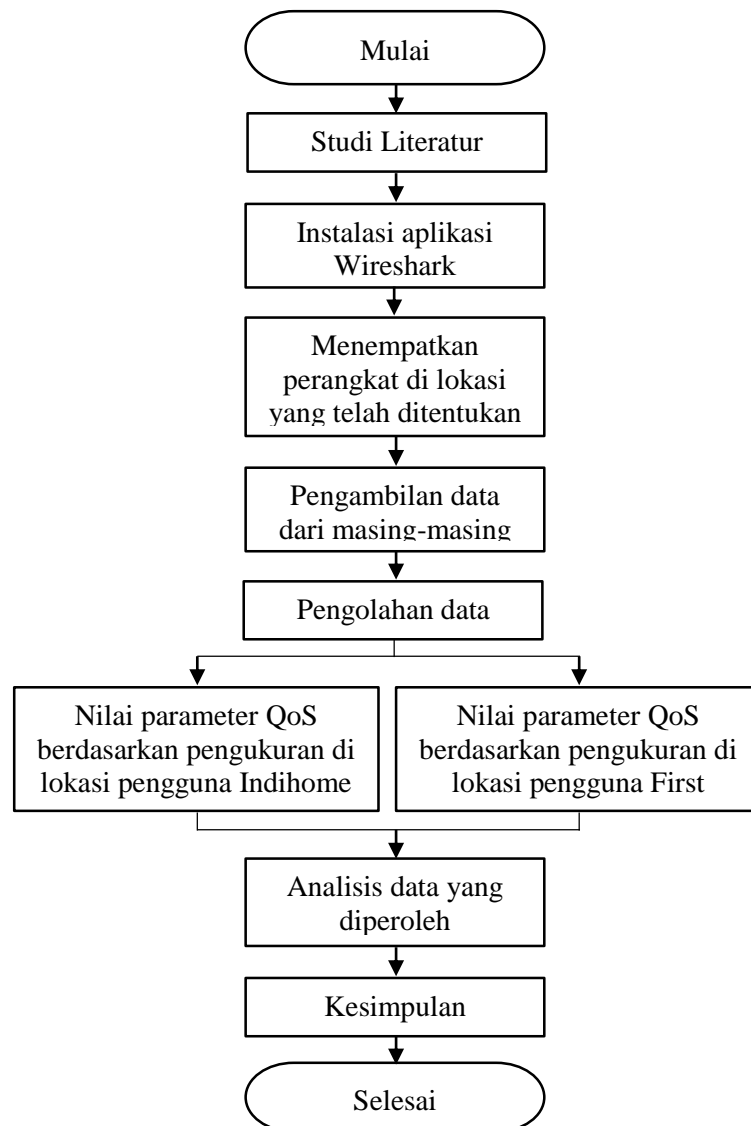 Mulai
Studi Literatur
Instalasi aplikasi
Wireshark
Menempatkan
perangkat di lokasi
yang telah ditentukan
Pengambilan data
dari masing-masing
Pengolahan data
Nilai parameter QoS
berdasarkan pengukuran di
lokasi pengguna Indihome
Nilai parameter QoS
berdasarkan pengukuran di
lokasi pengguna First
Analisis data yang
diperoleh
Kesimpulan
Selesai